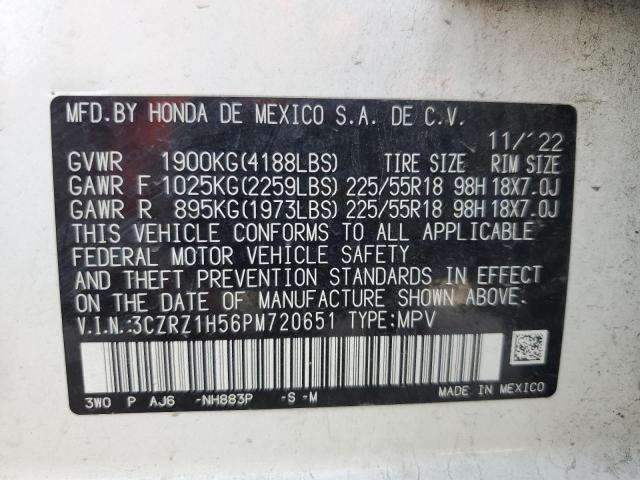 MFD.BY HONDA DE MEXICO S.A. DE C.V.
11/'22
GVWR 1900KG(4188LBS) TIRE SIZE RIM SIZE
GAWR F 1025KG(2259LBS) 225/55R18 98H 18X7.0J
GAWR R 895KG(1973LBS) 225/55R18 98H 18X7.0J
THIS VEHICLE CONFORMS TO ALL APPLICABLE
FEDERAL MOTOR VEHICLE SAFETY
AND THEFT PREVENTION STANDARDS IN EFFECT
ON THE DATE OF MANUFACTURE SHOWN ABOVE.
V.I.N.:3CZRZ1H56PM720651 TYPE:MPV
3W0 P AJ6 -NH883P -S -M
MADE IN MEXICO